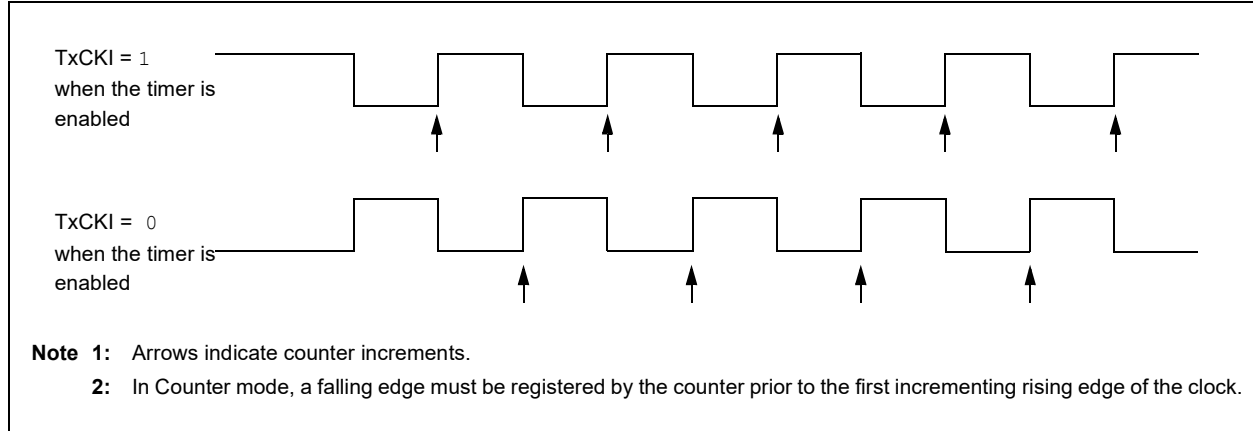 TxCKI = 1
when the timer is
enabled
TxCKI = 0
when the timer is
enabled
Note 1: Arrows indicate counter increments.
2: In Counter mode, a falling edge must be registered by the counter prior to the first incrementing rising edge of the clock.